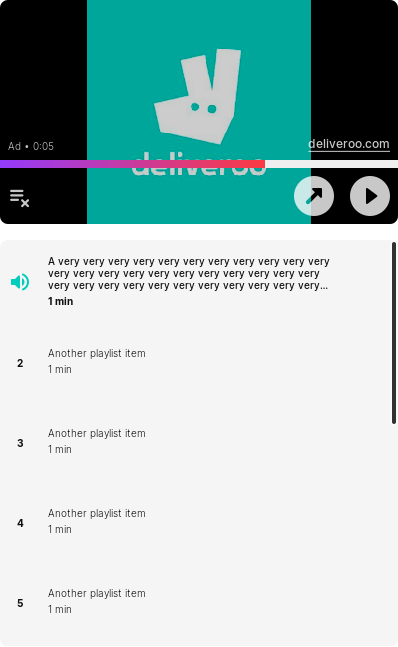 Ad • 0:05
deliveroo.com
deliveroo
A very very very very very very very very very very very
very very very very very very very very very very very
very very very very very very very very very very very...
1 min
2
Another playlist item
1 min
3
Another playlist item
1 min
4
Another playlist item
1 min
5
Another playlist item
1 min